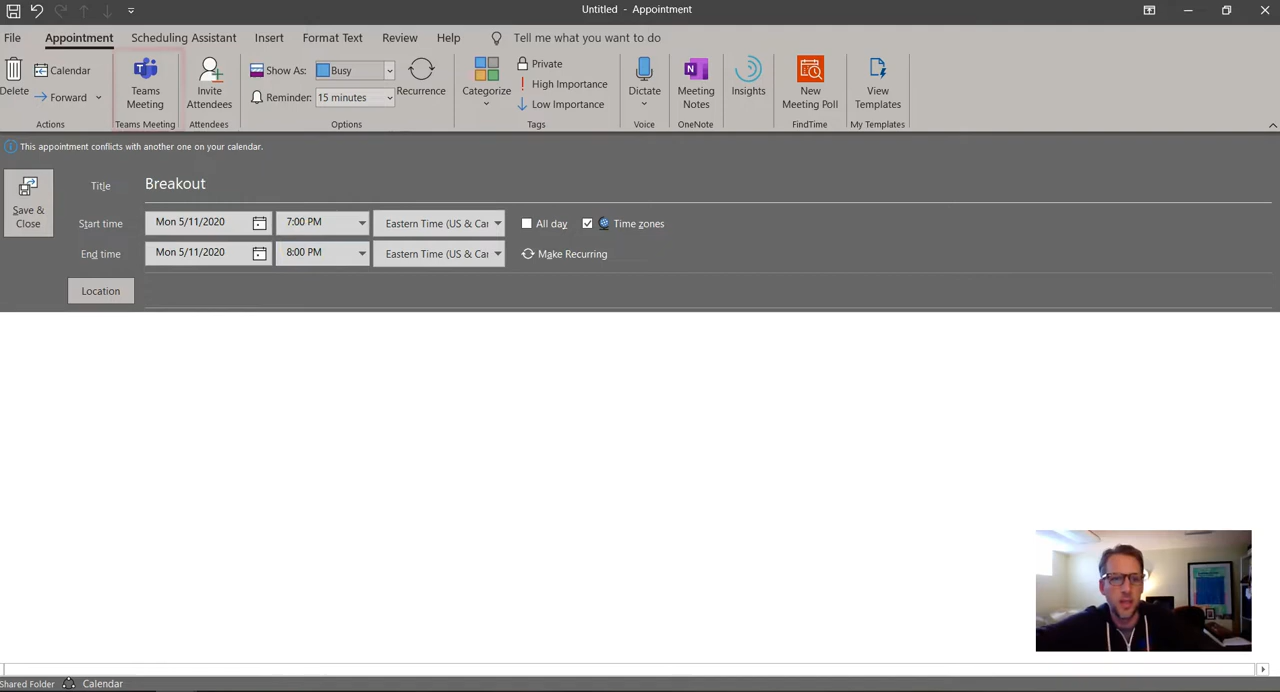 Untitled - Appointment
File Appointment Scheduling Assistant Insert Format Text Review Help Tell me what you want to do
Delete
Calendar
Forward
Actions
Teams
Meeting
Teams Meeting
Invite
Attendees
Attendees
Show As: Busy
Reminder: 15 minutes
Recurrence
Options
Categorize
Private
High Importance
Low Importance
Tags
Dictate
Voice
Meeting
Notes
OneNote
Insights
New
Meeting Poll
FindTime
View
Templates
My Templates
This appointment conflicts with another one on your calendar.
Save &
Close
Title Breakout
Start time Mon 5/11/2020 7:00 PM Eastern Time (US & Car All day Time zones
End time Mon 5/11/2020 8:00 PM Eastern Time (US & Car Make Recurring
Location
Shared Folder Calendar